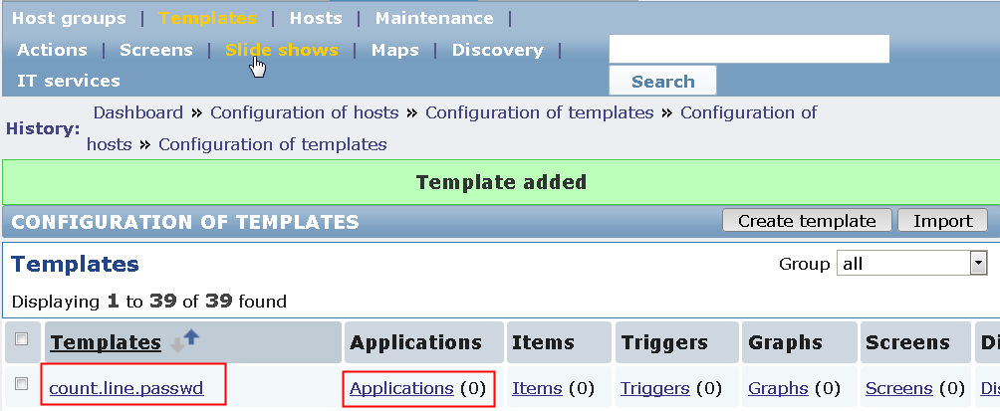 Host groups | Templates | Hosts | Maintenance |
Actions | Screens | Slide shows | Maps | Discovery |
IT services
Search
History: Dashboard » Configuration of hosts » Configuration of templates » Configuration of
hosts » Configuration of templates
Template added
CONFIGURATION OF TEMPLATES Create template Import
Templates Group all
Displaying 1 to 39 of 39 found
Templates Applications Items Triggers Graphs Screens Di
count.line.passwd Applications (0) Items (0) Triggers (0) Graphs (0) Screens (0) Dis